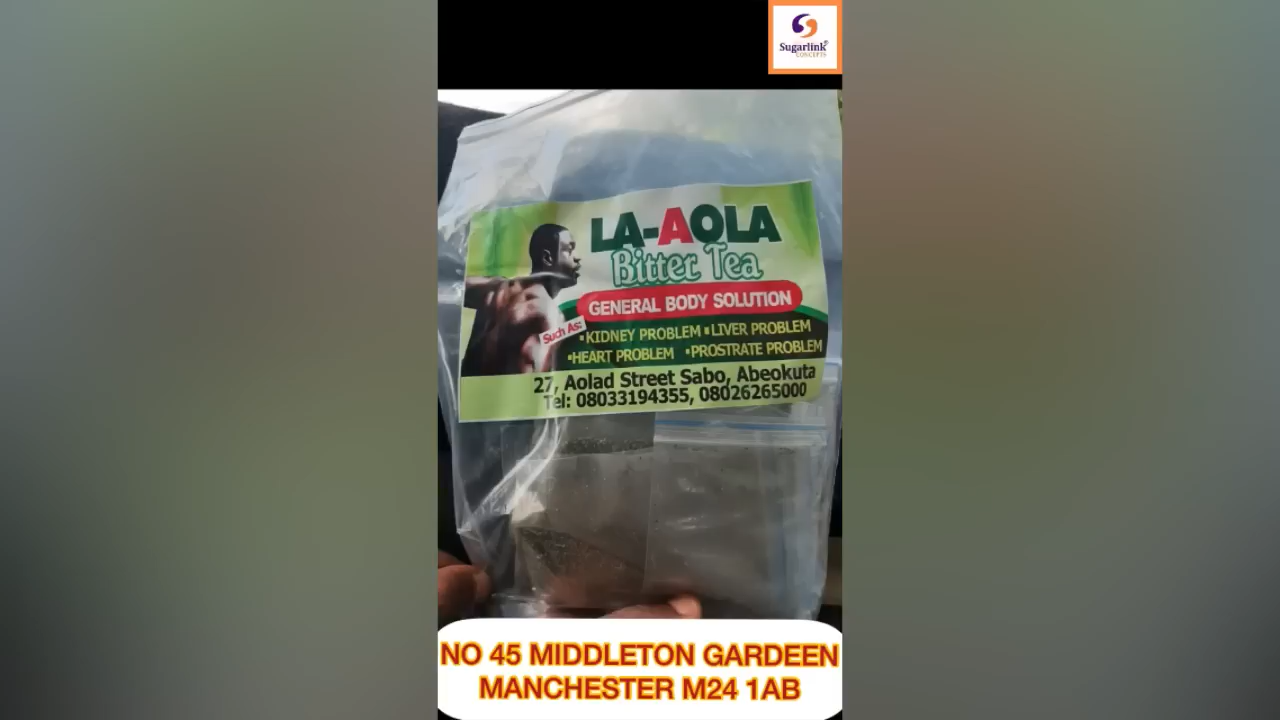 Sugarlink
CONCEPTS
LA-AOLA
Bitter Tea
GENERAL BODY SOLUTION
Such As:
▪KIDNEY PROBLEM ▪LIVER PROBLEM
▪HEART PROBLEM ▪PROSTRATE PROBLEM
27, Aolad Street Sabo, Abeokuta
Tel: 08033194355, 08026265000
NO 45 MIDDLETON GARDEEN
MANCHESTER M24 1AB